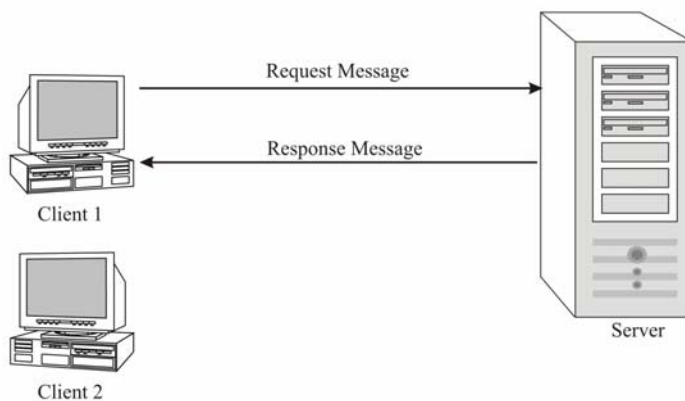 Request Message
Response Message
Client 1
Server
Client 2